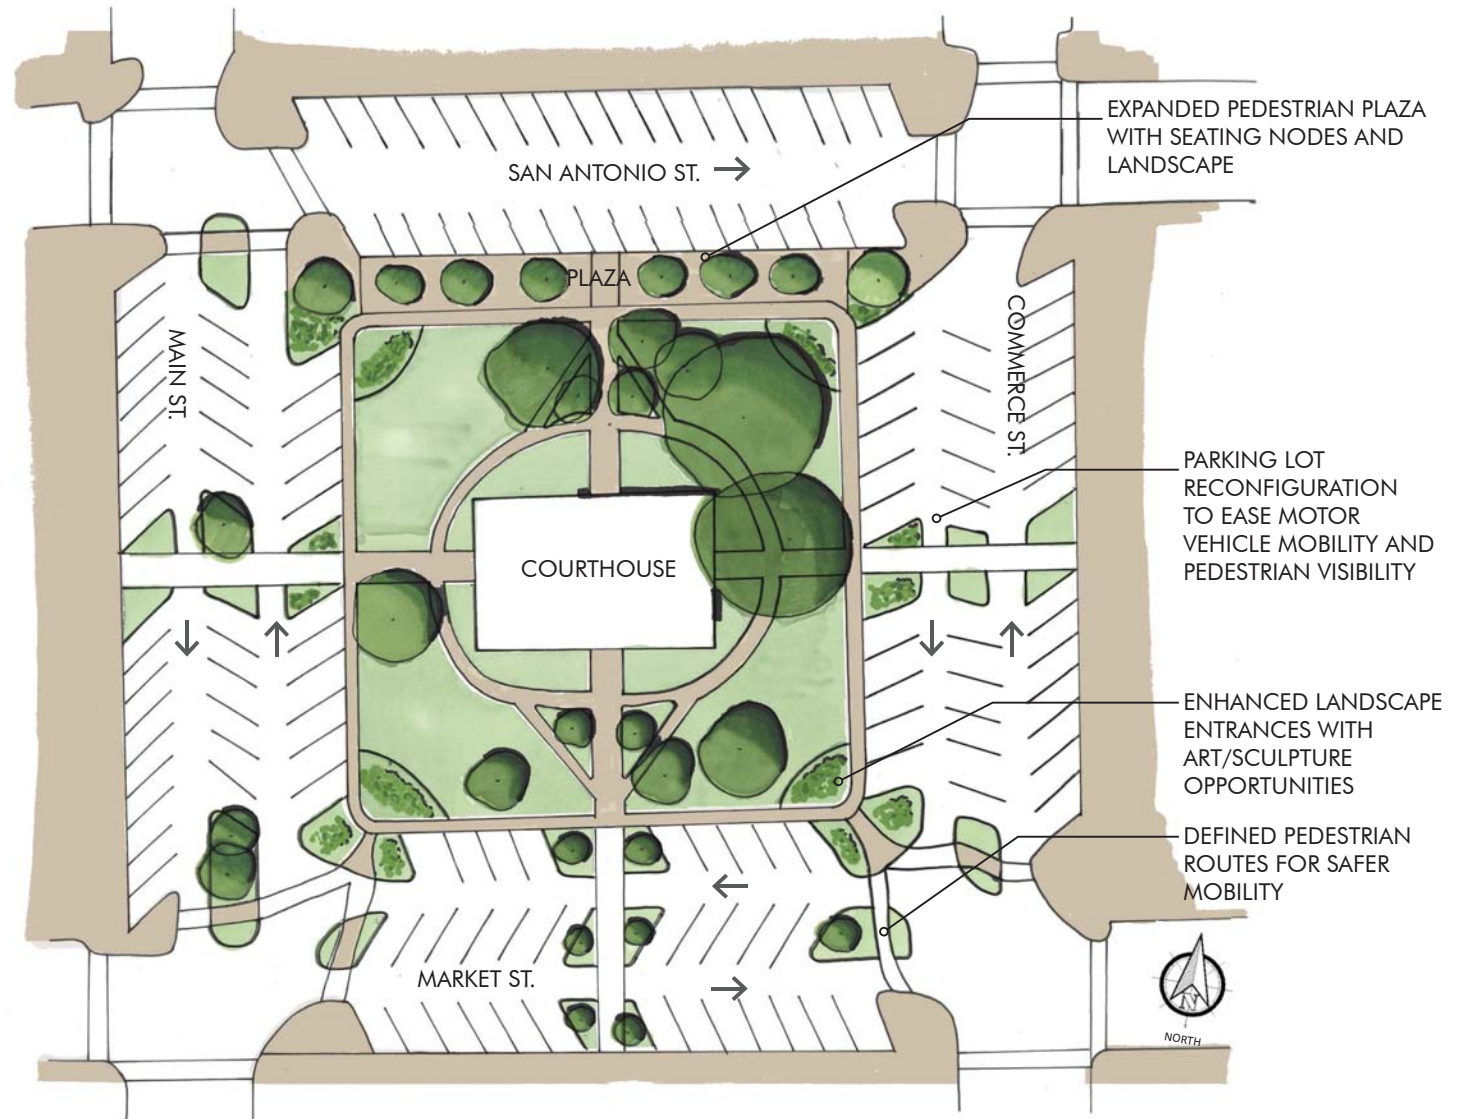 EXPANDED PEDESTRIAN PLAZA
WITH SEATING NODES AND
LANDSCAPE
SAN ANTONIO ST.
PLAZA
MAIN ST.
COMMERCE ST.
PARKING LOT
RECONFIGURATION
TO EASE MOTOR
VEHICLE MOBILITY AND
PEDESTRIAN VISIBILITY
COURTHOUSE
ENHANCED LANDSCAPE
ENTRANCES WITH
ART/SCULPTURE
OPPORTUNITIES
DEFINED PEDESTRIAN
ROUTES FOR SAFER
MOBILITY
MARKET ST.
N
NORTH